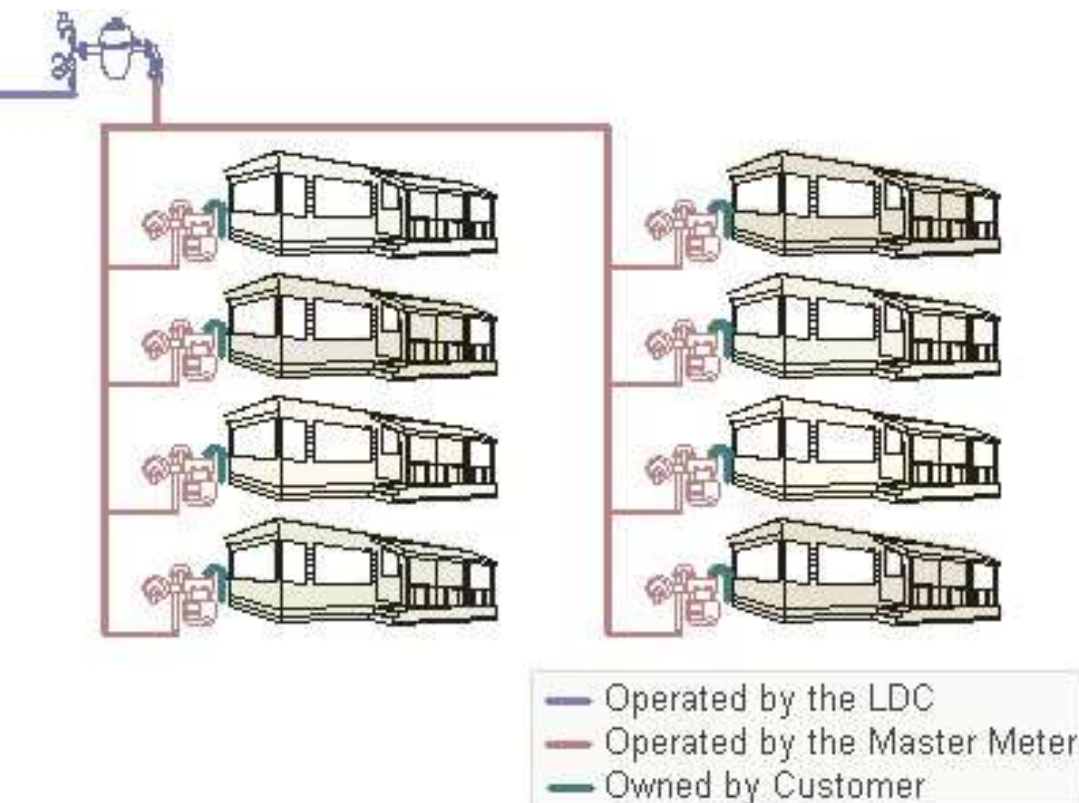 Operated by the LDC
Operated by the Master Meter
Owned by Customer